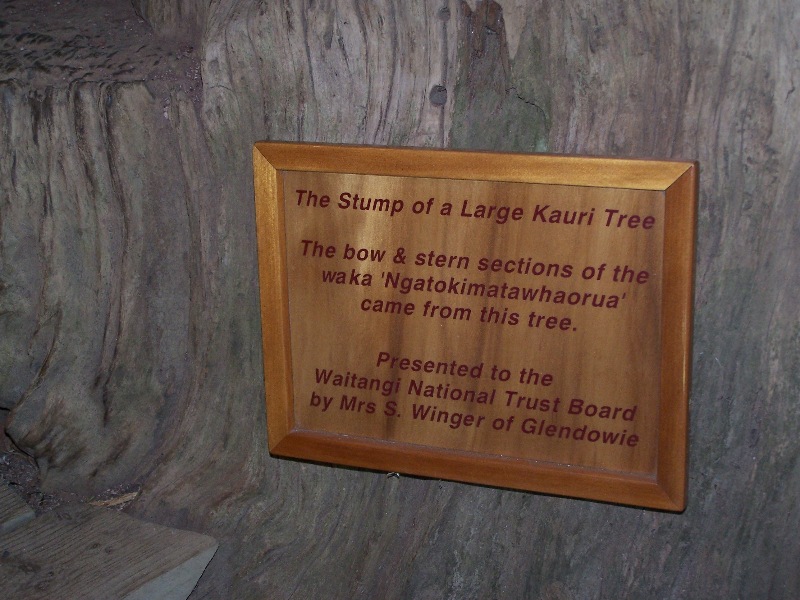 The Stump of a Large Kauri Tree
The bow & stern sections of the
waka 'Ngatokimatawhaorua'
came from this tree.
Presented to the
Waitangi National Trust Board
by Mrs S. Winger of Glendowie